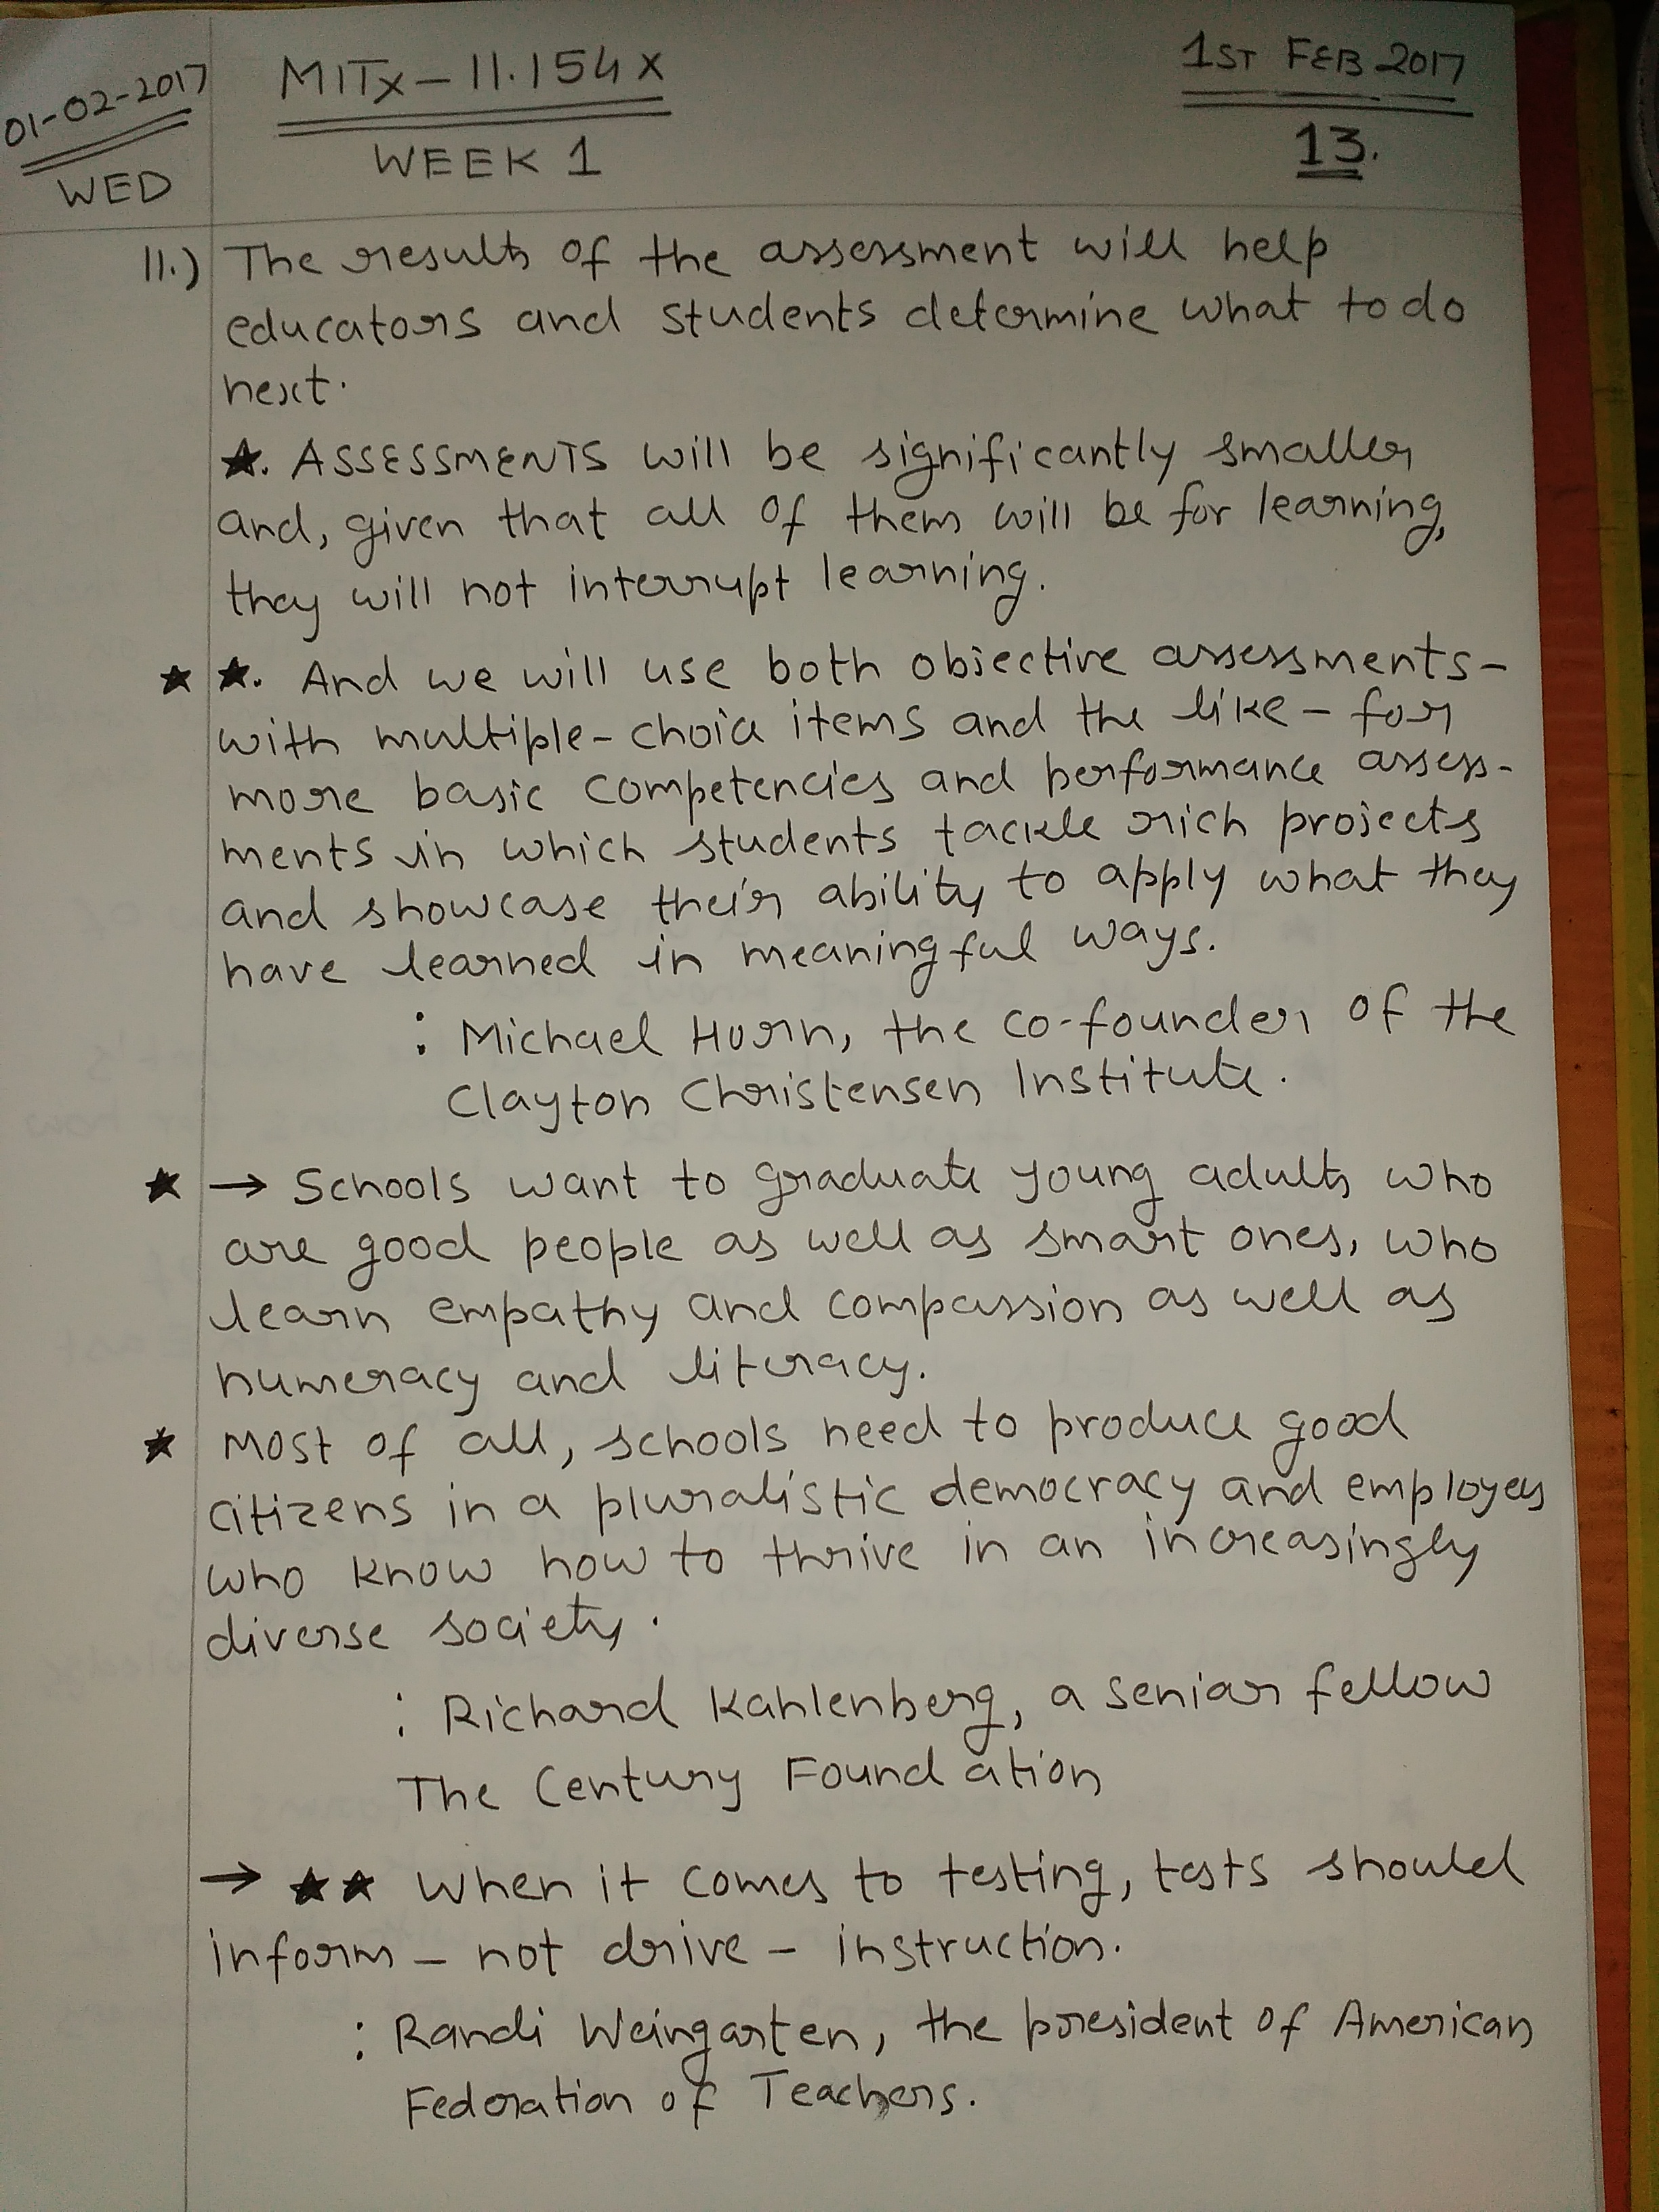 01-02-2017
WED
MITx-11.154x
WEEK 1
1ST FEB 2017
13.
11.) The results of the assessment will help
educators and students determine what to do
next.
★. ASSESSMENTS will be significantly smaller
and, given that all of them will be for learning,
they will not interrupt learning.
★ ★. And we will use both objective assessments-
with multiple-choice items and the like - for
more basic competencies and performance assess-
ments in which students tackle rich projects
and showcase their ability to apply what they
have learned in meaningful ways.
: Michael Horn, the co-founder of the
Clayton Christensen Institute.
★ → Schools want to graduate young adults who
are good people as well as smart ones, who
learn empathy and compassion as well as
numeracy and literacy.
★ Most of all, schools need to produce good
citizens in a pluralistic democracy and employees
who know how to thrive in an increasingly
diverse society.
: Richard Kahlenberg, a senior fellow
The Century Foundation
→ ★★ When it comes to testing, tests should
inform - not drive - instruction.
: Randi Weingarten, the president of American
Federation of Teachers.